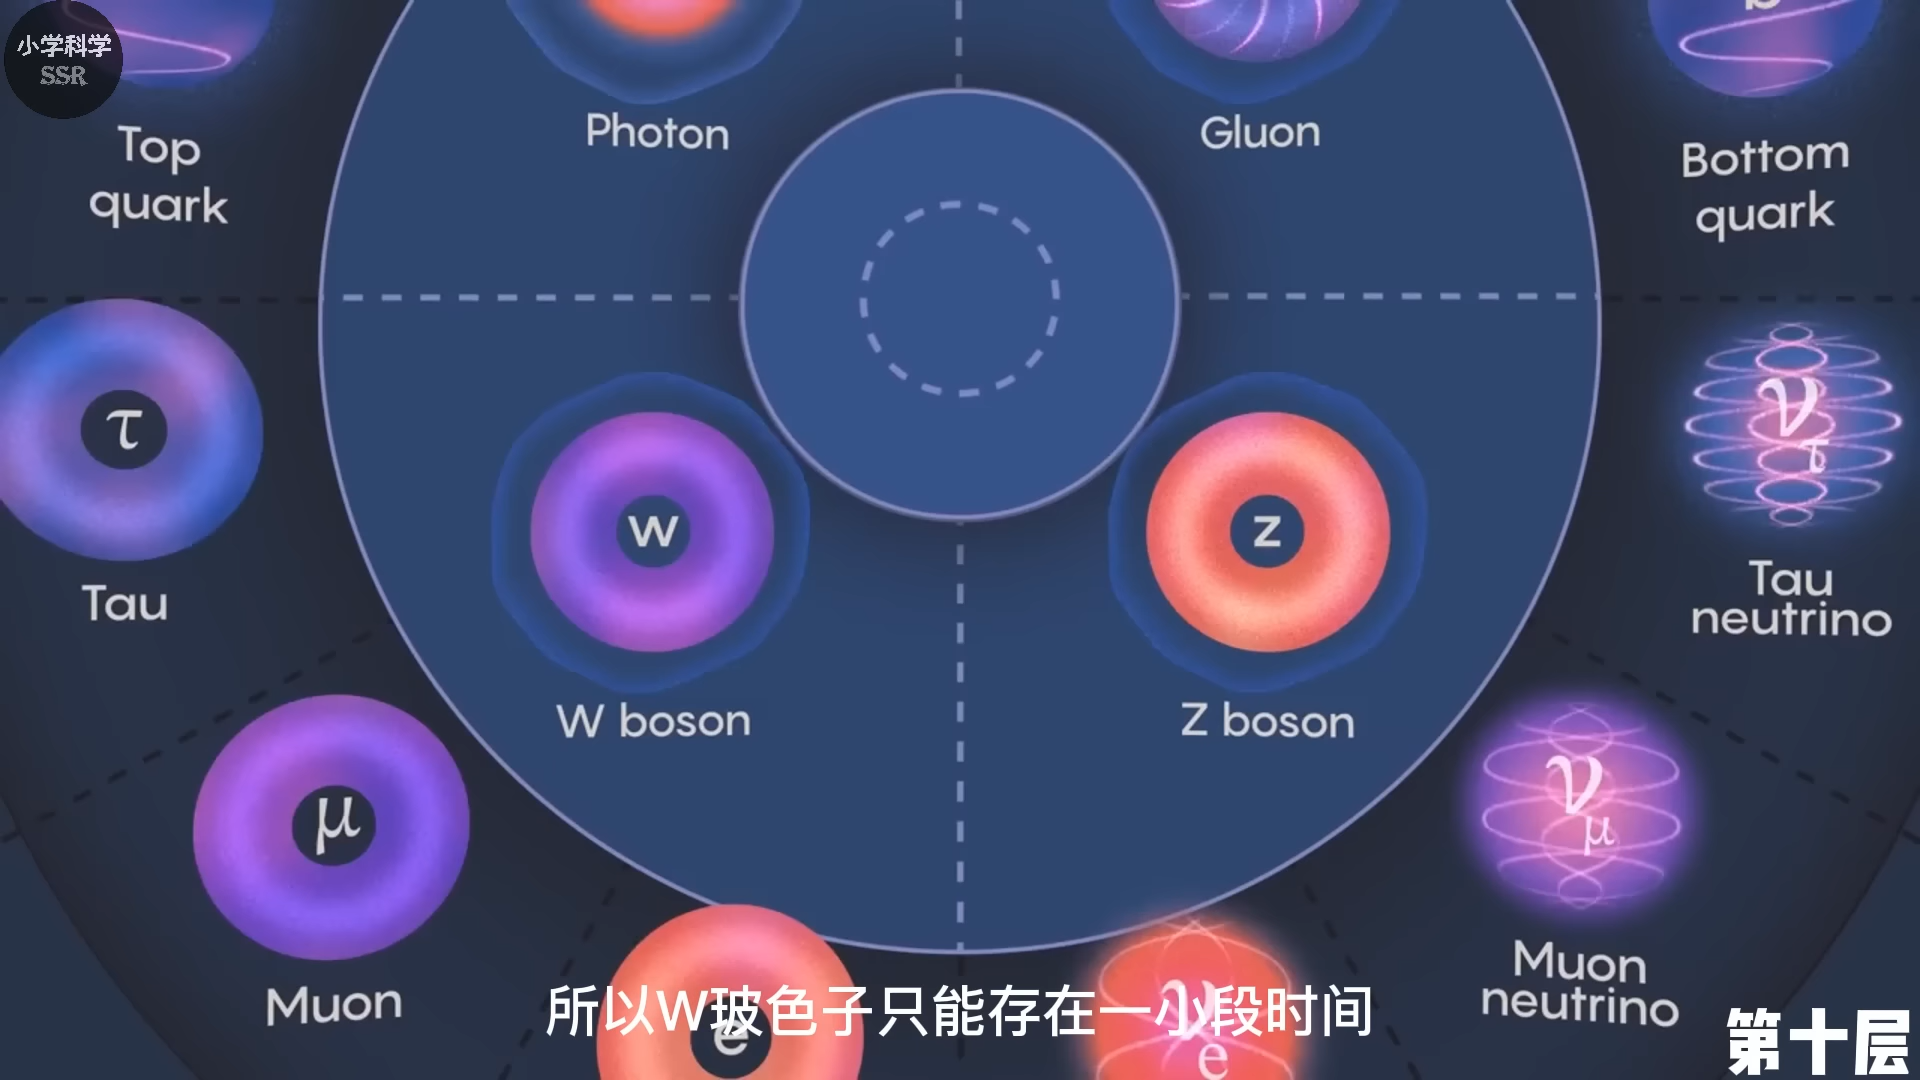 小学科学
SSR
Photon
Gluon
Top
quark
Bottom
quark
τ
ν
τ
Tau
Tau
neutrino
w
z
W boson
Z boson
μ
ν
μ
Muon
Muon
neutrino
e
ν
e
所以W玻色子只能存在一小段时间
第十层